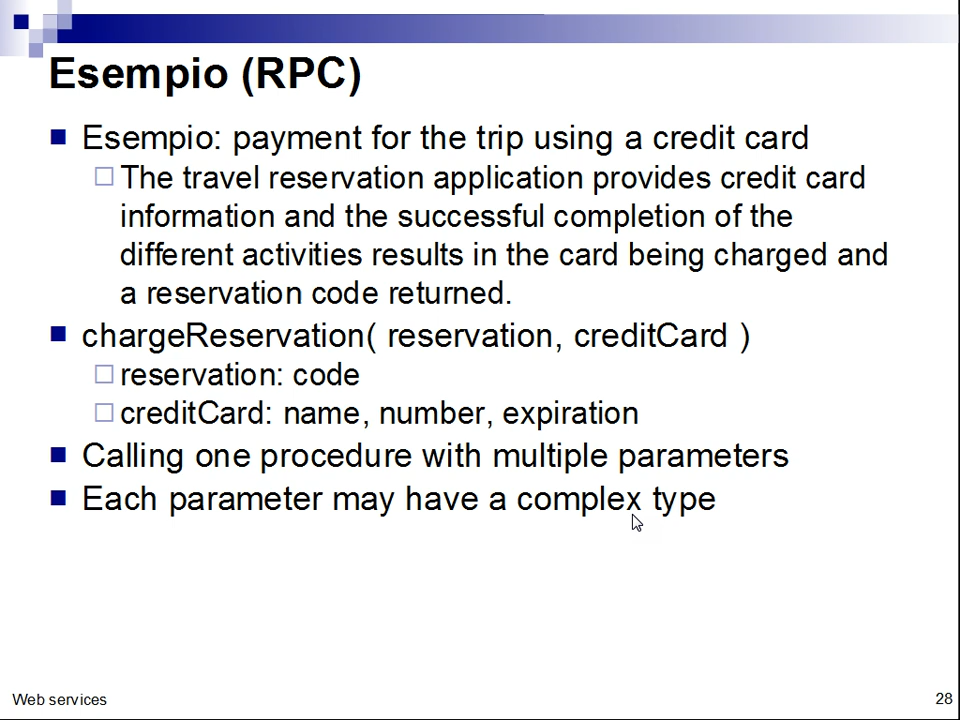 Esempio (RPC)
Esempio: payment for the trip using a credit card
The travel reservation application provides credit card
information and the successful completion of the
different activities results in the card being charged and
a reservation code returned.
chargeReservation( reservation, creditCard )
reservation: code
creditCard: name, number, expiration
Calling one procedure with multiple parameters
Each parameter may have a complex type
Web services
28